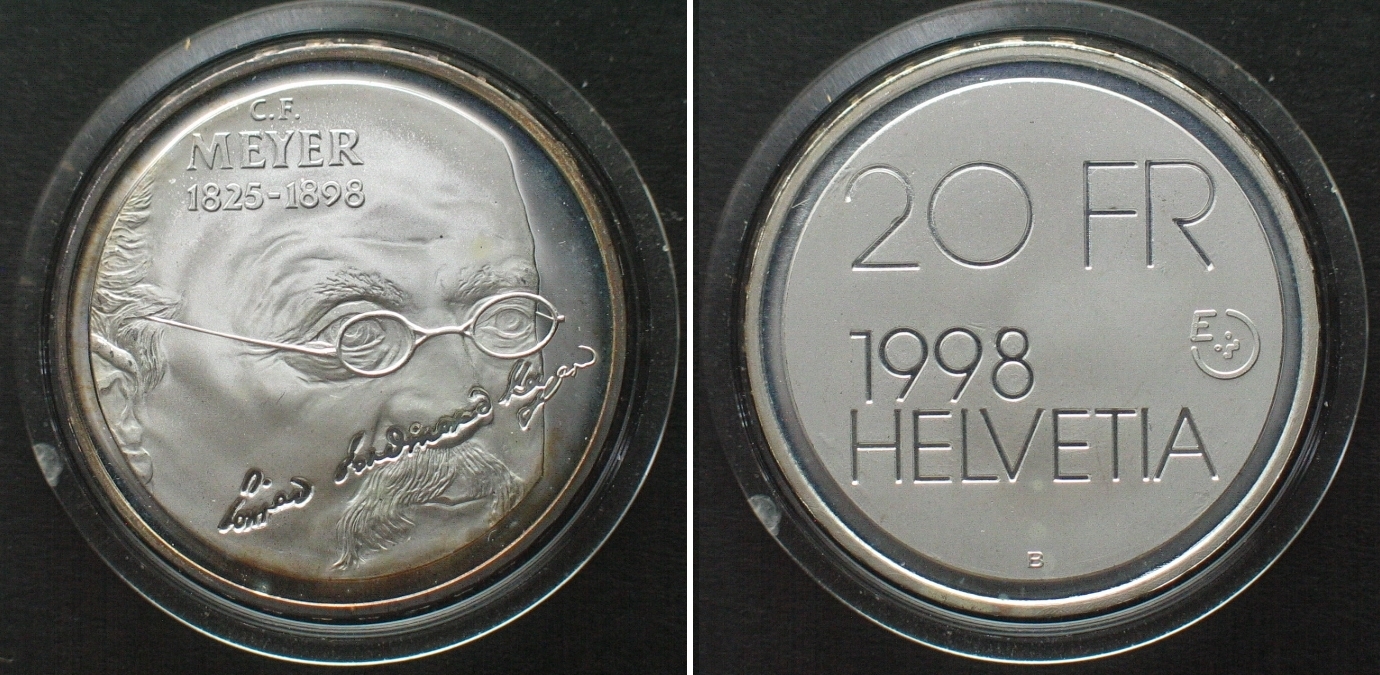 C.F.
MEYER
1825-1898
Conrad Ferdinand Meyer
20 FR
E
1998
HELVETIA
B